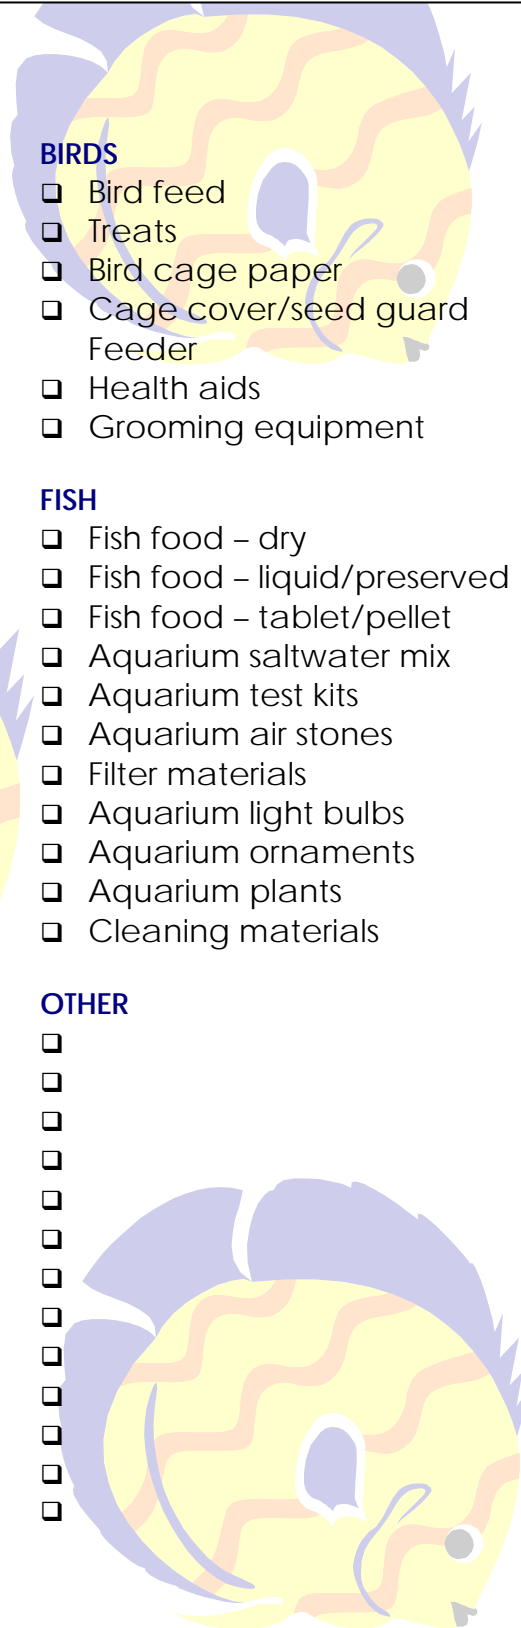 BIRDS
❑ Bird feed
❑ Treats
❑ Bird cage paper
❑ Cage cover/seed guard
Feeder
❑ Health aids
❑ Grooming equipment
FISH
❑ Fish food – dry
❑ Fish food – liquid/preserved
❑ Fish food – tablet/pellet
❑ Aquarium saltwater mix
❑ Aquarium test kits
❑ Aquarium air stones
❑ Filter materials
❑ Aquarium light bulbs
❑ Aquarium ornaments
❑ Aquarium plants
❑ Cleaning materials
OTHER
❑
❑
❑
❑
❑
❑
❑
❑
❑
❑
❑
❑
❑